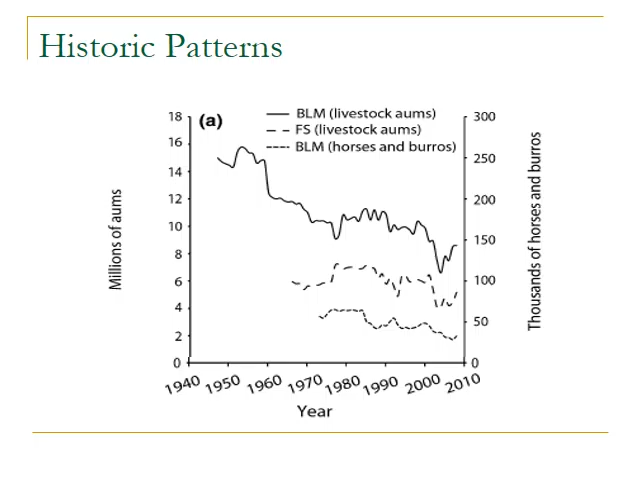 Historic Patterns
(a)
BLM (livestock aums)
FS (livestock aums)
BLM (horses and burros)
Millions of aums
18
16
14
12
10
8
6
4
2
0
300
250
200
150
100
50
0
Thousands of horses and burros
1940 1950 1960 1970 1980 1990 2000 2010
Year